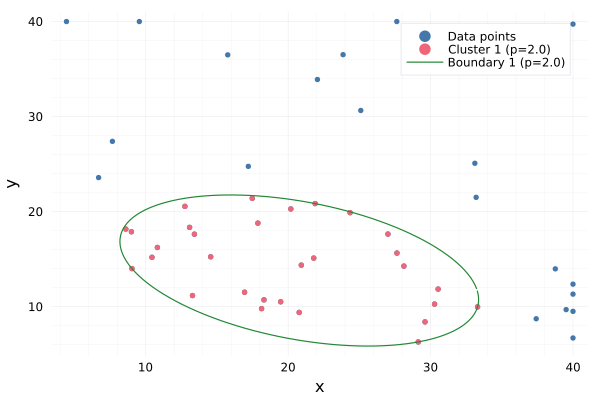 40
Data points
Cluster 1 (p=2.0)
Boundary 1 (p=2.0)
30
y
20
10
10 20 30 40
x